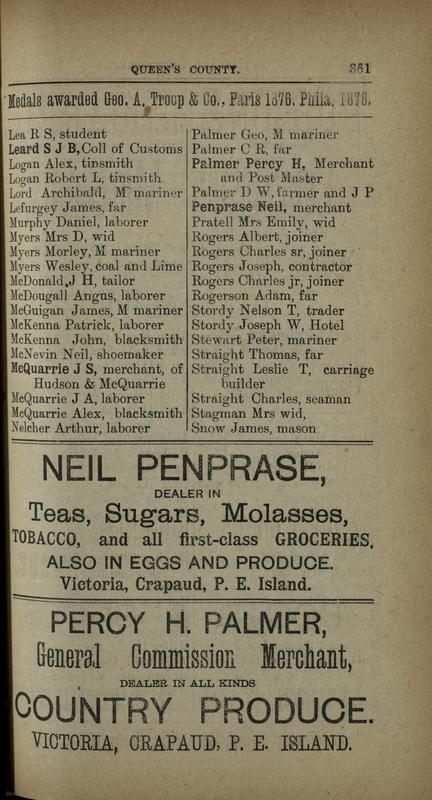 QUEEN'S COUNTY. 361
Medals awarded Geo. A. Troop & Co., Paris 1876, Phila. 1876.
Lea R S, student
Leard S J B, Coll of Customs
Logan Alex, tinsmith
Logan Robert L, tinsmith
Lord Archibald, M mariner
Lefurgey James, far
Murphy Daniel, laborer
Myers Mrs D, wid
Myers Morley, M mariner
Myers Wesley, coal and Lime
McDonald, J H, tailor
McDougall Angus, laborer
McGuigan James, M mariner
McKenna Patrick, laborer
McKenna John, blacksmith
McNevin Neil, shoemaker
McQuarrie J S, merchant, of
Hudson & McQuarrie
McQuarrie J A, laborer
McQuarrie Alex, blacksmith
Nelcher Arthur, laborer
Palmer Geo, M mariner
Palmer C R, far
Palmer Percy H, Merchant
and Post Master
Palmer D W, farmer and J P
Penprase Neil, merchant
Pratell Mrs Emily, wid
Rogers Albert, joiner
Rogers Charles sr, joiner
Rogers Joseph, contractor
Rogers Charles jr, joiner
Rogerson Adam, far
Stordy Nelson T, trader
Stordy Joseph W, Hotel
Stewart Peter, mariner
Straight Thomas, far
Straight Leslie T, carriage
builder
Straight Charles, seaman
Stagman Mrs wid,
Snow James, mason
NEIL PENPRASE,
DEALER IN
Teas, Sugars, Molasses,
TOBACCO, and all first-class GROCERIES.
ALSO IN EGGS AND PRODUCE.
Victoria, Crapaud, P. E. Island.
PERCY H. PALMER,
General Commission Merchant,
DEALER IN ALL KINDS
COUNTRY PRODUCE.
VICTORIA, CRAPAUD, P. E. ISLAND.